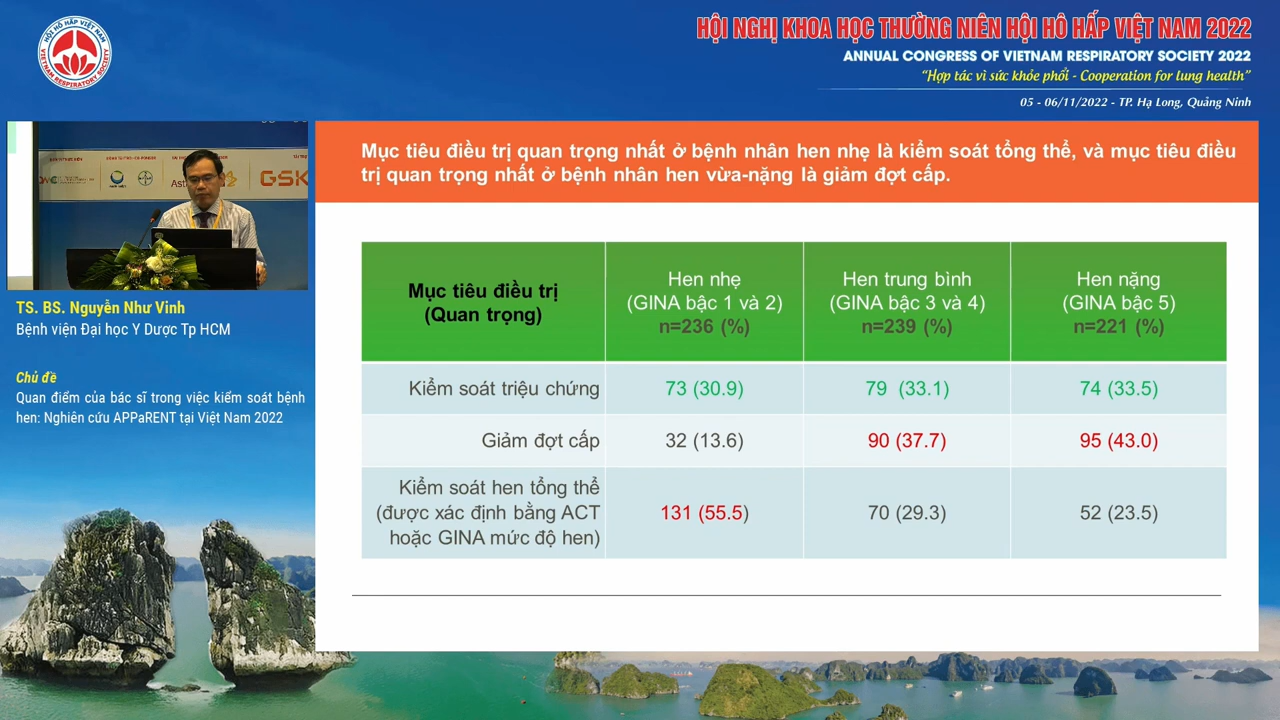 HỘI HÔ HẤP VIỆT NAM
VIETNAM RESPIRATORY SOCIETY
HỘI NGHỊ KHOA HỌC THƯỜNG NIÊN HỘI HÔ HẤP VIỆT NAM 2022
ANNUAL CONGRESS OF VIETNAM RESPIRATORY SOCIETY 2022
“Hợp tác vì sức khỏe phổi - Cooperation for lung health”
05 - 06/11/2022 - TP. Hạ Long, Quảng Ninh
GSK
TS. BS. Nguyễn Như Vinh
Bệnh viện Đại học Y Dược Tp HCM
Chủ đề
Quan điểm của bác sĩ trong việc kiểm soát bệnh
hen: Nghiên cứu APPaRENT tại Việt Nam 2022
Mục tiêu điều trị quan trọng nhất ở bệnh nhân hen nhẹ là kiểm soát tổng thể, và mục tiêu điều
trị quan trọng nhất ở bệnh nhân hen vừa-nặng là giảm đợt cấp.
Mục tiêu điều trị
(Quan trọng)
Hen nhẹ
(GINA bậc 1 và 2)
n=236 (%)
Hen trung bình
(GINA bậc 3 và 4)
n=239 (%)
Hen nặng
(GINA bậc 5)
n=221 (%)
Kiểm soát triệu chứng 73 (30.9) 79 (33.1) 74 (33.5)
Giảm đợt cấp 32 (13.6) 90 (37.7) 95 (43.0)
Kiểm soát hen tổng thể
(được xác định bằng ACT
hoặc GINA mức độ hen)
131 (55.5) 70 (29.3) 52 (23.5)